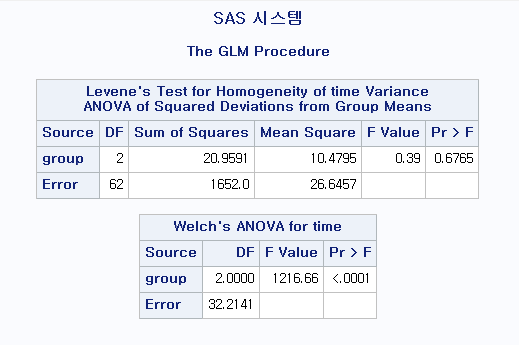 SAS 시스템
The GLM Procedure
Levene's Test for Homogeneity of time Variance
ANOVA of Squared Deviations from Group Means
Source DF Sum of Squares Mean Square F Value Pr > F
group 2 20.9591 10.4795 0.39 0.6765
Error 62 1652.0 26.6457
Welch's ANOVA for time
Source DF F Value Pr > F
group 2.0000 1216.66 <.0001
Error 32.2141